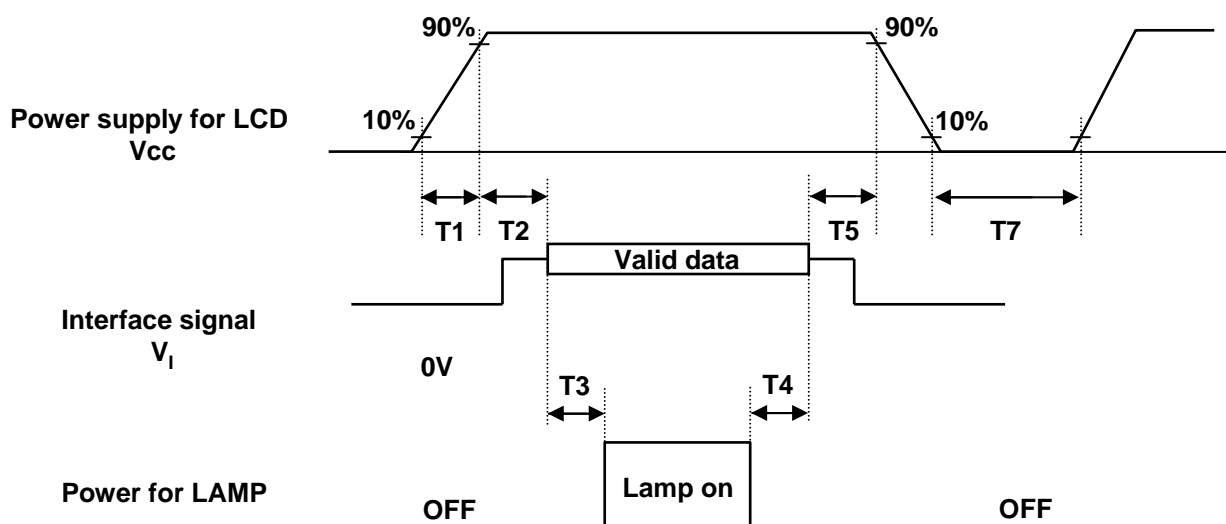 90%
90%
Power supply for LCD
Vcc
10%
10%
T1
T2
T5
T7
Valid data
Interface signal
VI
0V
T3
T4
Power for LAMP
OFF
Lamp on
OFF